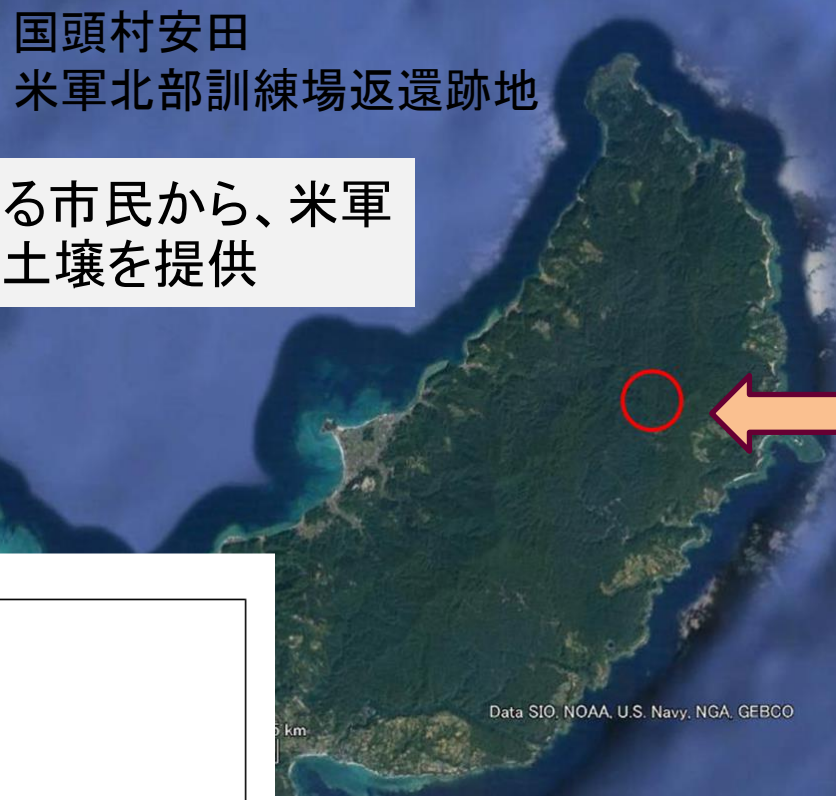 国頭村安田
米軍北部訓練場返還跡地
る市民から、米軍
土壌を提供
km
Data SIO, NOAA, U.S. Navy, NGA, GEBCO